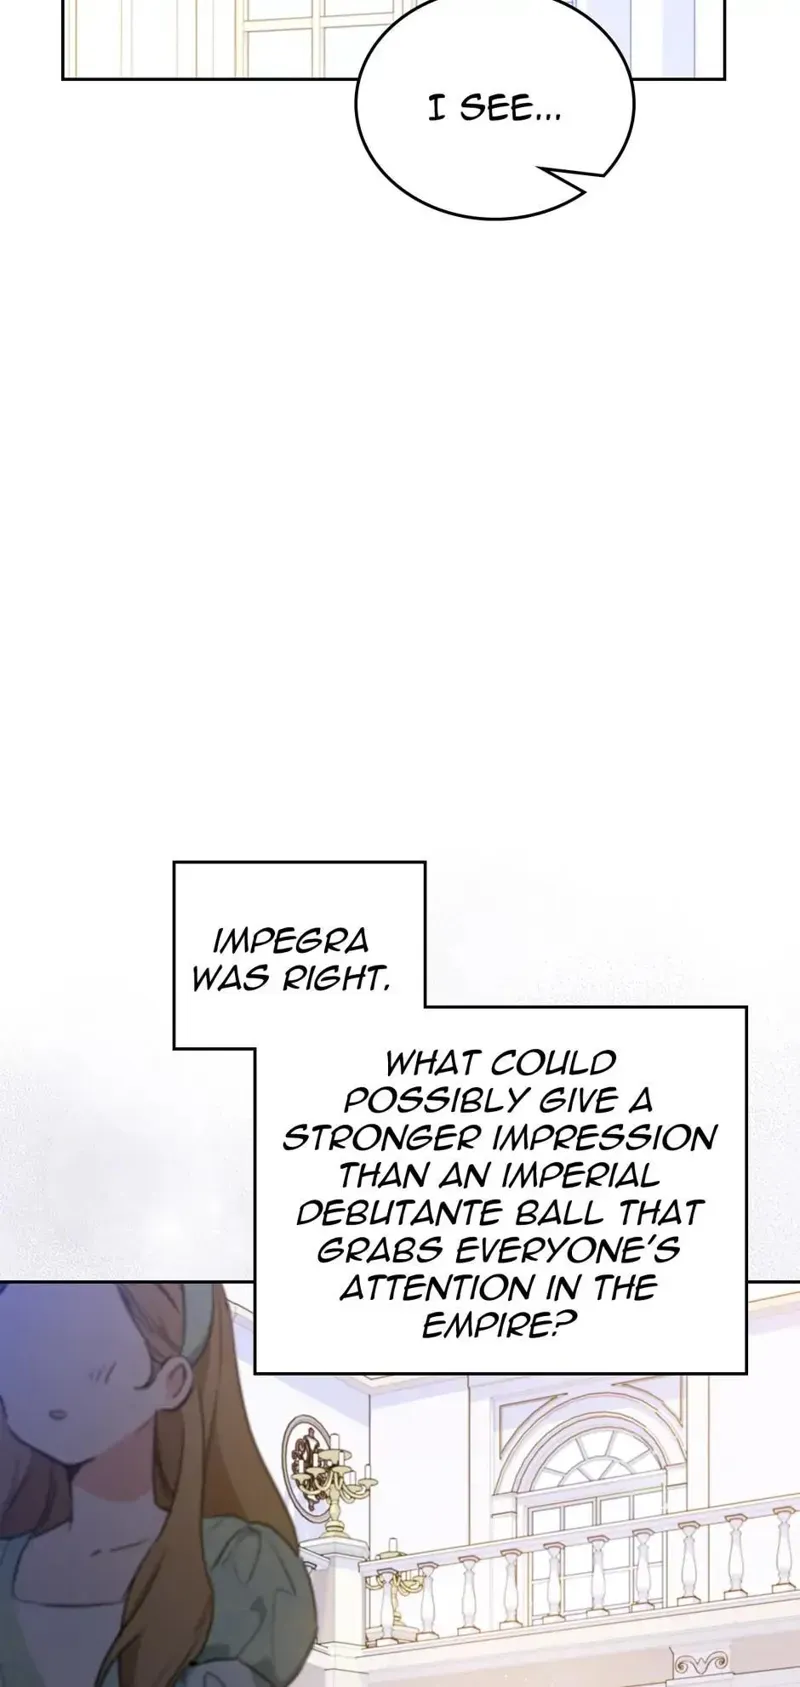 I SEE...
IMPEGRA
WAS RIGHT.
WHAT COULD
POSSIBLY GIVE A
STRONGER IMPRESSION
THAN AN IMPERIAL
DEBUTANTE BALL THAT
GRABS EVERYONE'S
ATTENTION IN THE
EMPIRE?